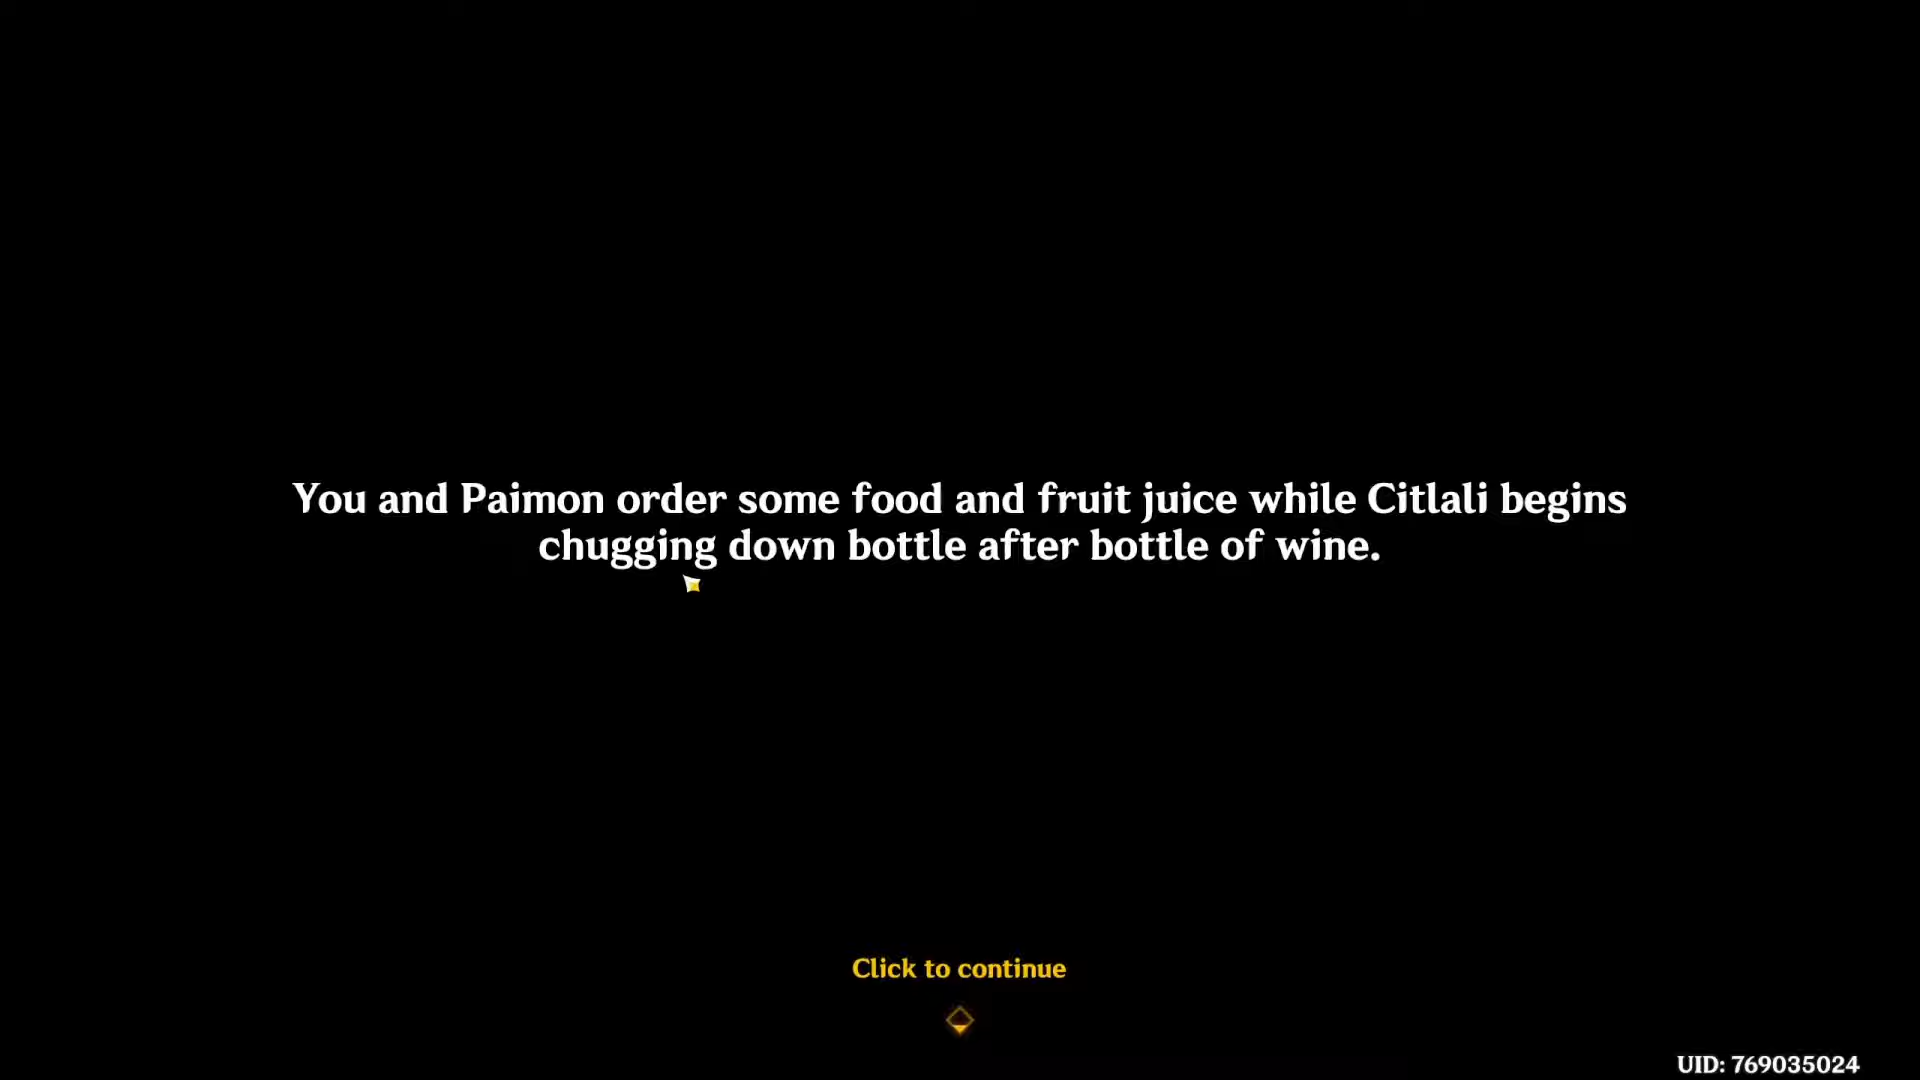 You and Paimon order some food and fruit juice while Citlali begins
chugging down bottle after bottle of wine.
Click to continue
UID: 769035024